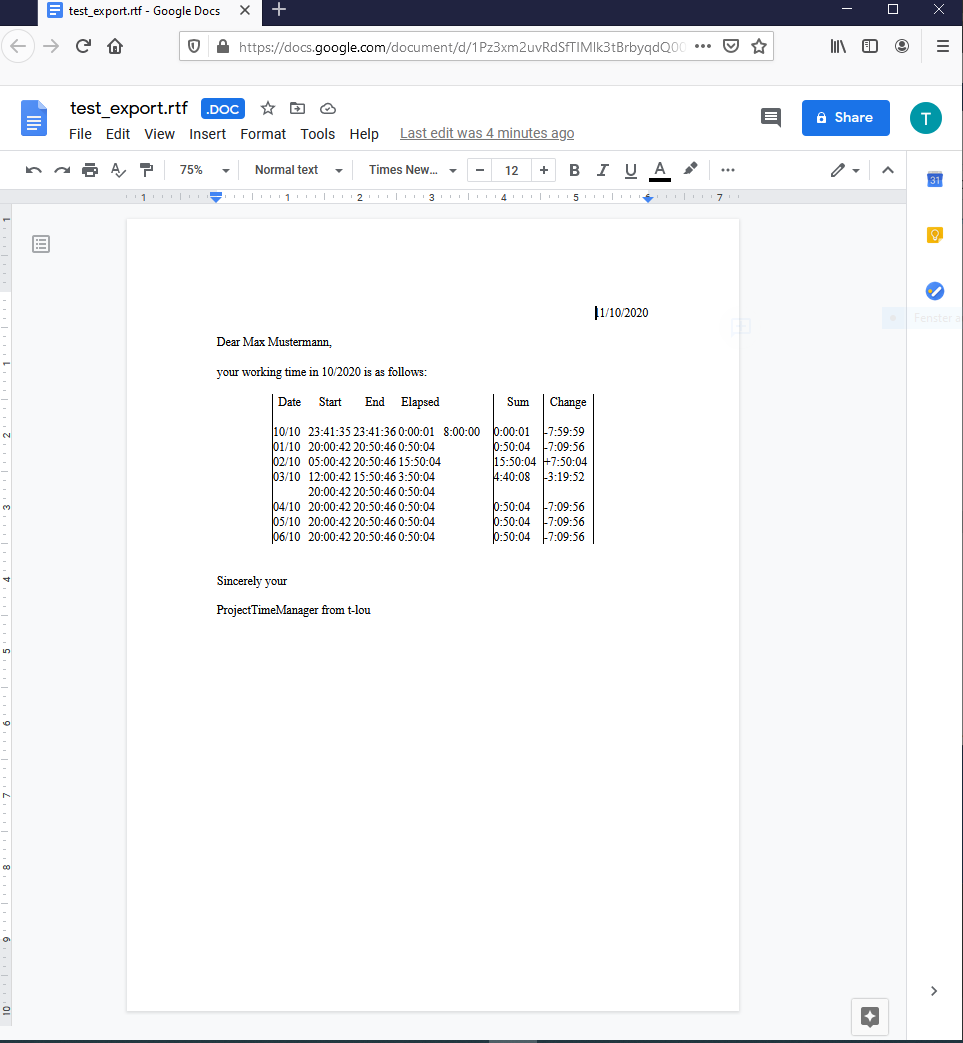 test_export.rtf - Google Docs
https://docs.google.com/document/d/1Pz3xm2uvRdSfTIMlk3tBrbyqdQ00
test_export.rtf .DOC
File Edit View Insert Format Tools Help Last edit was 4 minutes ago
Share
T
75% Normal text Times New... 12 B I U A
31
1 1 2 3 4 5 6 7
11/10/2020
Fenster a
Dear Max Mustermann,
your working time in 10/2020 is as follows:
Date Start End Elapsed Sum Change
10/10 23:41:35 23:41:36 0:00:01 8:00:00 0:00:01 -7:59:59
01/10 20:00:42 20:50:46 0:50:04 0:50:04 -7:09:56
02/10 05:00:42 20:50:46 15:50:04 15:50:04 +7:50:04
03/10 12:00:42 15:50:46 3:50:04 4:40:08 -3:19:52
20:00:42 20:50:46 0:50:04
04/10 20:00:42 20:50:46 0:50:04 0:50:04 -7:09:56
05/10 20:00:42 20:50:46 0:50:04 0:50:04 -7:09:56
06/10 20:00:42 20:50:46 0:50:04 0:50:04 -7:09:56
Sincerely your
ProjectTimeManager from t-lou
1
1
2
3
4
5
6
7
8
9
10